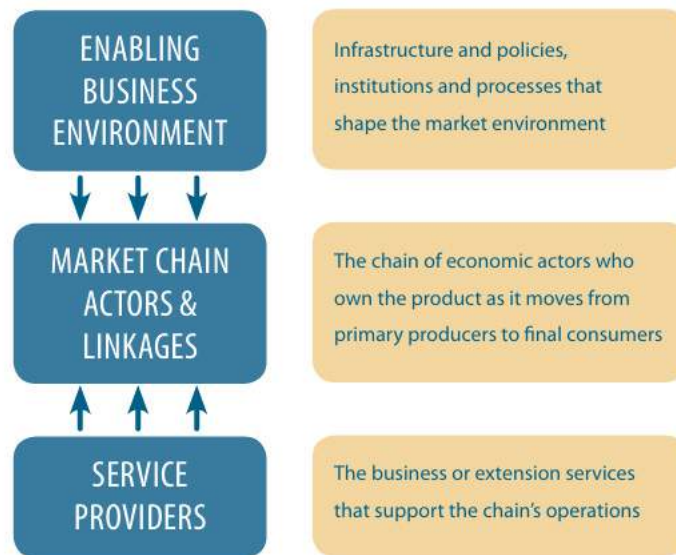 ENABLING
BUSINESS
ENVIRONMENT
Infrastructure and policies,
institutions and processes that
shape the market environment
MARKET CHAIN
ACTORS &
LINKAGES
The chain of economic actors who
own the product as it moves from
primary producers to final consumers
SERVICE
PROVIDERS
The business or extension services
that support the chain's operations